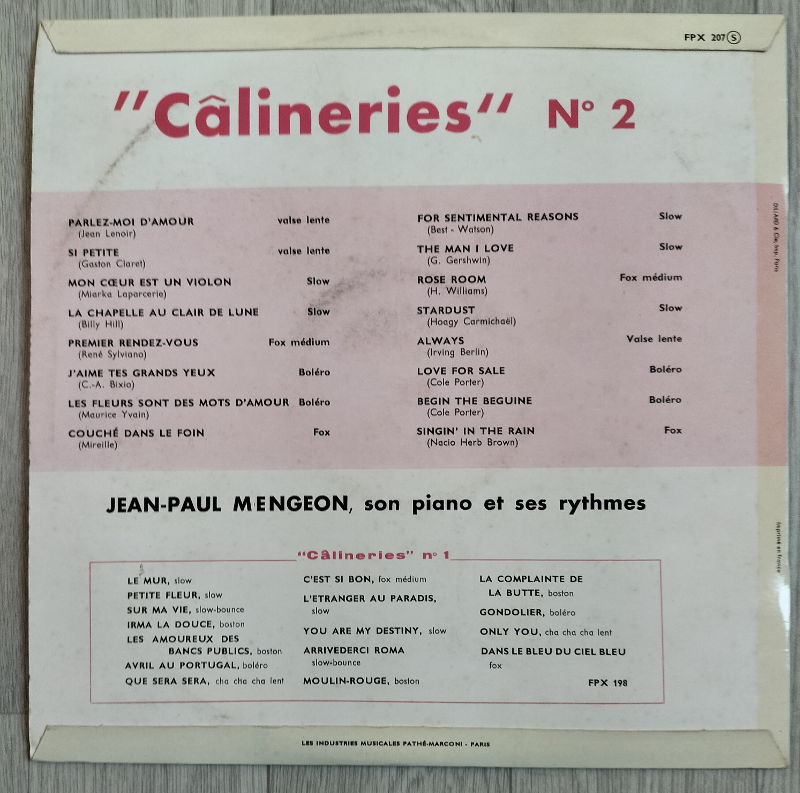 FPX 207 Ⓢ
"Câlineries" N° 2
PARLEZ-MOI D'AMOUR valse lente
(Jean Lenoir)
SI PETITE valse lente
(Gaston Claret)
MON CŒUR EST UN VIOLON Slow
(Miarka Laparcerie)
LA CHAPELLE AU CLAIR DE LUNE Slow
(Billy Hill)
PREMIER RENDEZ-VOUS Fox médium
(René Sylviano)
J'AIME TES GRANDS YEUX Boléro
(C.-A. Bixio)
LES FLEURS SONT DES MOTS D'AMOUR Boléro
(Maurice Yvain)
COUCHÉ DANS LE FOIN Fox
(Mireille)
FOR SENTIMENTAL REASONS Slow
(Best - Watson)
THE MAN I LOVE Slow
(G. Gershwin)
ROSE ROOM Fox médium
(H. Williams)
STARDUST Slow
(Hoagy Carmichaël)
ALWAYS Valse lente
(Irving Berlin)
LOVE FOR SALE Boléro
(Cole Porter)
BEGIN THE BEGUINE Boléro
(Cole Porter)
SINGIN' IN THE RAIN Fox
(Nacio Herb Brown)
JEAN-PAUL MENGEON, son piano et ses rythmes
"Câlineries" n° 1
LE MUR, slow
PETITE FLEUR, slow
SUR MA VIE, slow-bounce
IRMA LA DOUCE, boston
LES AMOUREUX DES
BANCS PUBLICS, boston
AVRIL AU PORTUGAL, boléro
QUE SERA SERA, cha cha cha lent
C'EST SI BON, fox médium
L'ETRANGER AU PARADIS,
slow
YOU ARE MY DESTINY, slow
ARRIVEDERCI ROMA
slow-bounce
MOULIN-ROUGE, boston
LA COMPLAINTE DE
LA BUTTE, boston
GONDOLIER, boléro
ONLY YOU, cha cha cha lent
DANS LE BLEU DU CIEL BLEU
fox
FPX 198
LES INDUSTRIES MUSICALES PATHÉ-MARCONI - PARIS
DILLARD & Cie, Imp. Paris
Imprimé en France